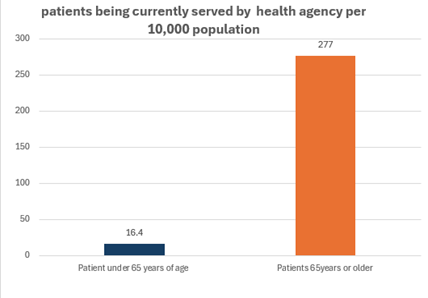 patients being currently served by health agency per
10,000 population
300
250
200
150
100
50
0
16.4
277
Patient under 65 years of age
Patients 65years or older